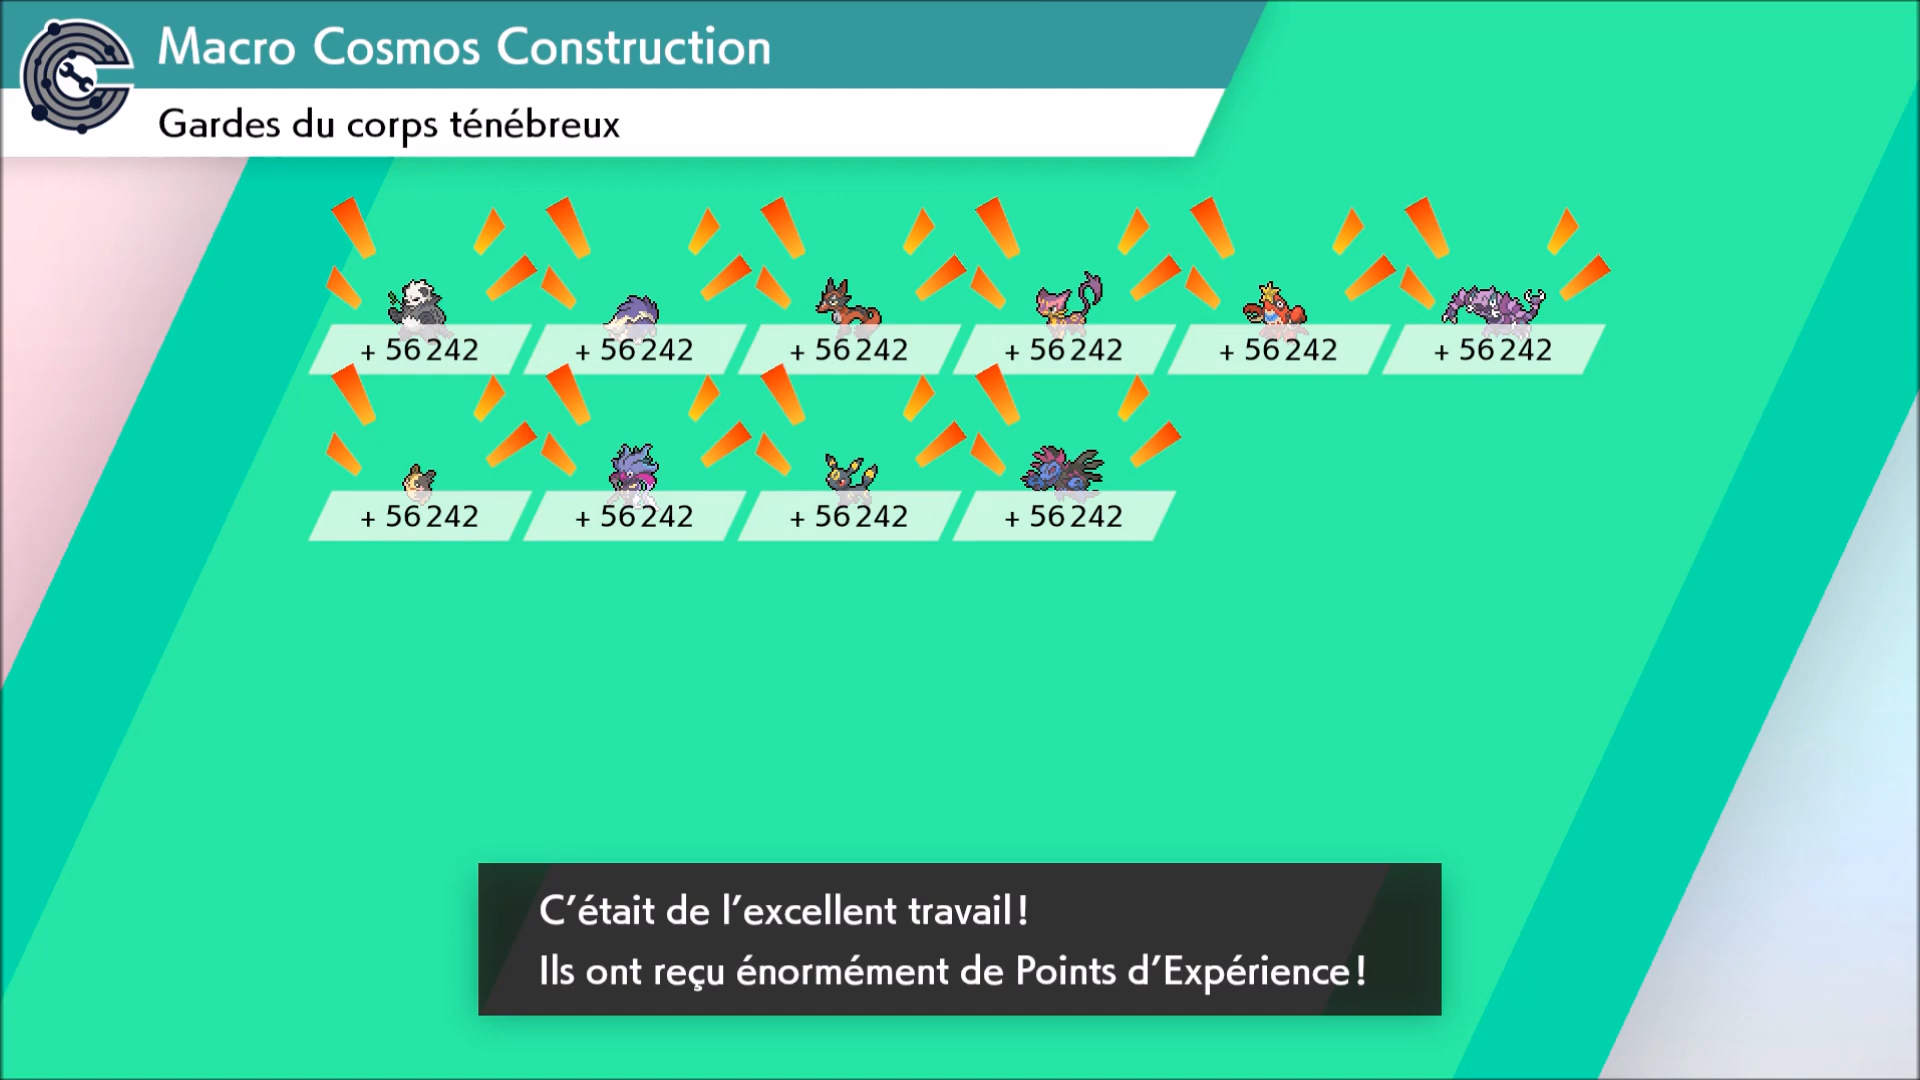 Macro Cosmos Construction
Gardes du corps ténébreux
+ 56 242 + 56 242 + 56 242 + 56 242 + 56 242 + 56 242
+ 56 242 + 56 242 + 56 242 + 56 242
C'était de l'excellent travail !
Ils ont reçu énormément de Points d'Expérience !